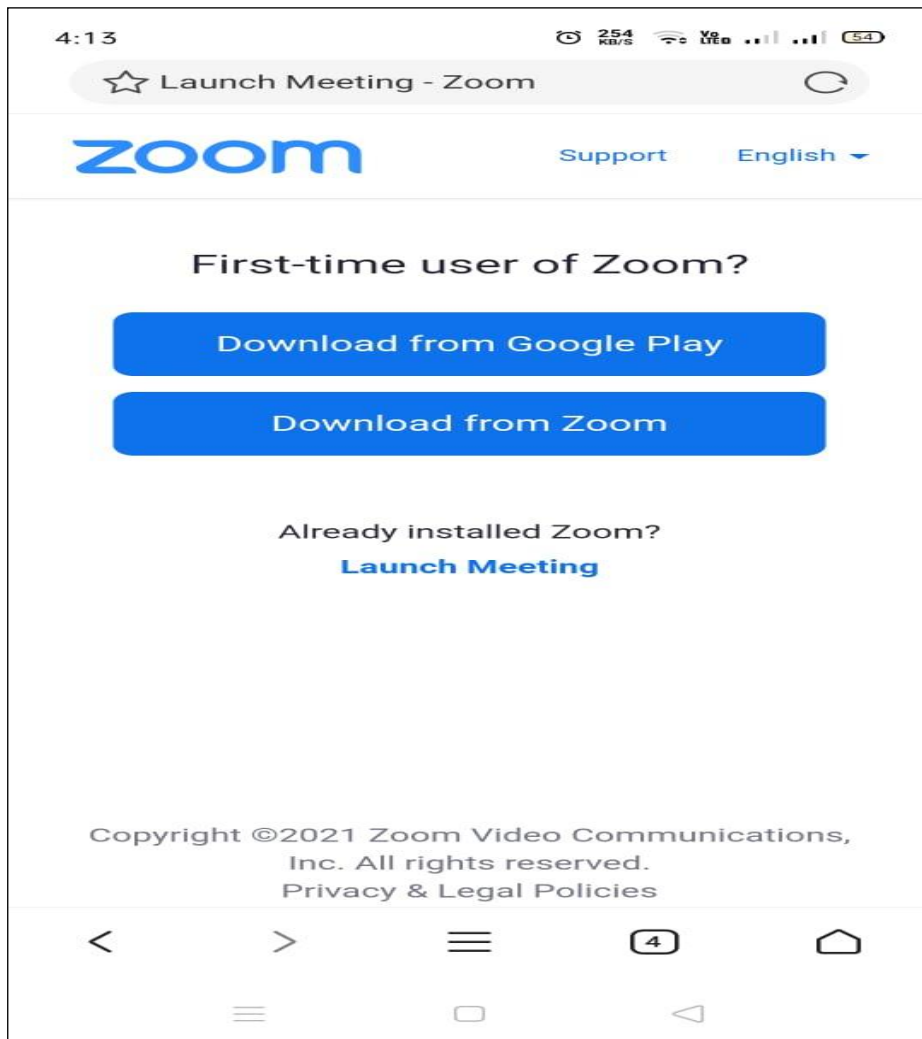 4:13
254
KB/S
Vo
LTE
54
Launch Meeting - Zoom
zoom
Support
English
First-time user of Zoom?
Download from Google Play
Download from Zoom
Already installed Zoom?
Launch Meeting
Copyright ©2021 Zoom Video Communications,
Inc. All rights reserved.
Privacy & Legal Policies
4